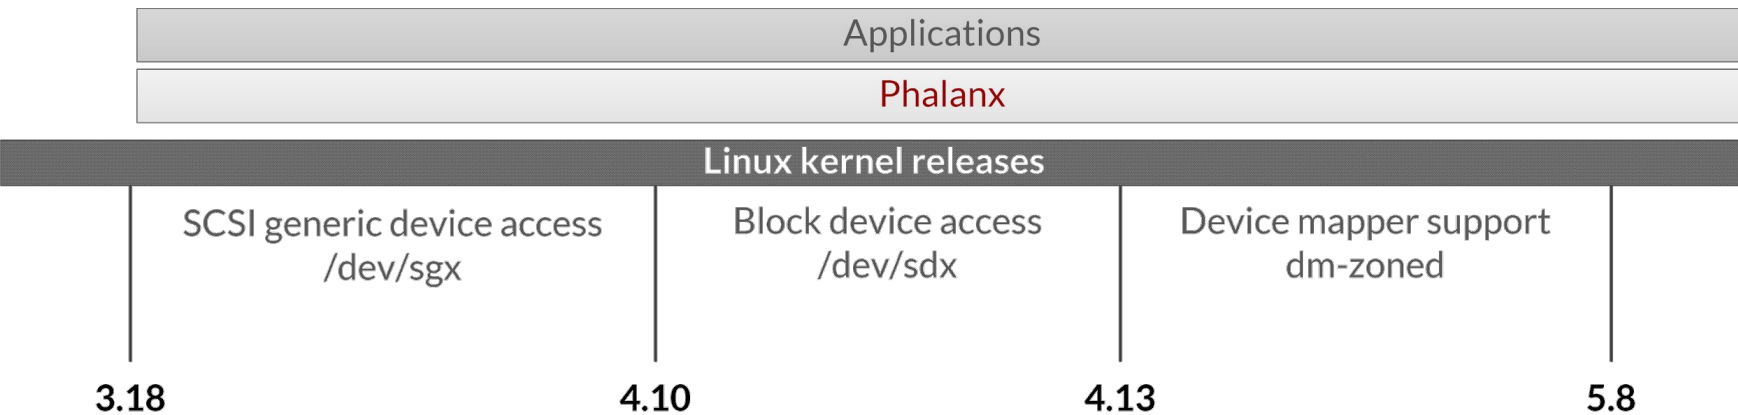 Applications
Phalanx
Linux kernel releases
SCSI generic device access
/dev/sgx
Block device access
/dev/sdx
Device mapper support
dm-zoned
3.18
4.10
4.13
5.8